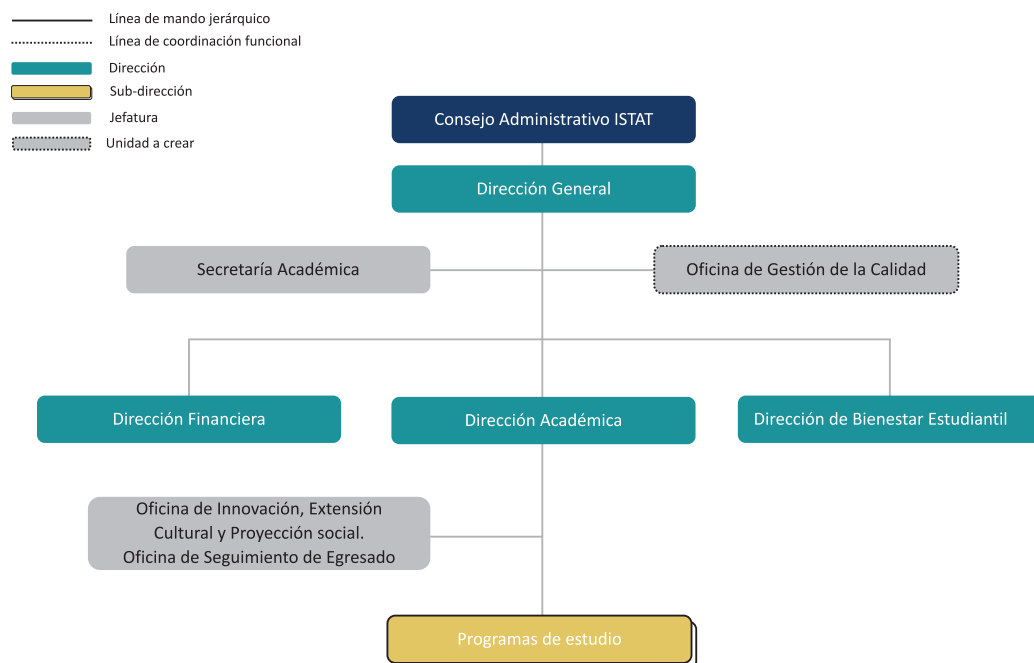 Línea de mando jerárquico
Línea de coordinación funcional
Dirección
Sub-dirección
Jefatura
Unidad a crear
Consejo Administrativo ISTAT
Dirección General
Secretaría Académica
Oficina de Gestión de la Calidad
Dirección Financiera
Dirección Académica
Dirección de Bienestar Estudiantil
Oficina de Innovación, Extensión
Cultural y Proyección social.
Oficina de Seguimiento de Egresado
Programas de estudio